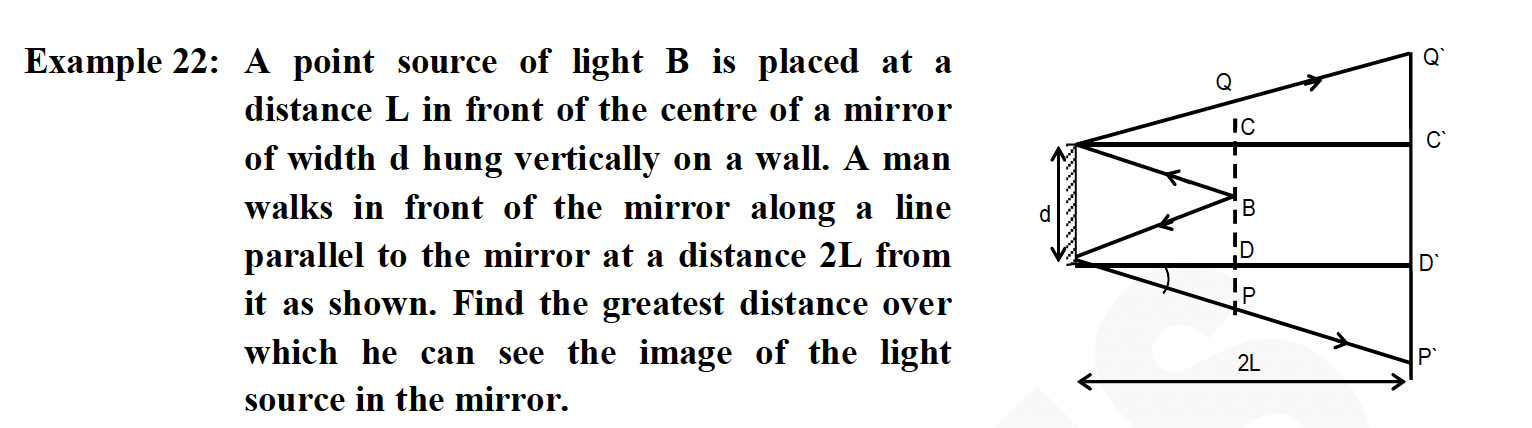 Example 22: A point source of light B is placed at a
distance L in front of the centre of a mirror
of width d hung vertically on a wall. A man
walks in front of the mirror along a line
parallel to the mirror at a distance 2L from
it as shown. Find the greatest distance over
which he can see the image of the light
source in the mirror.
Q`
Q
C
C`
d
B
D
D`
P
P`
2L